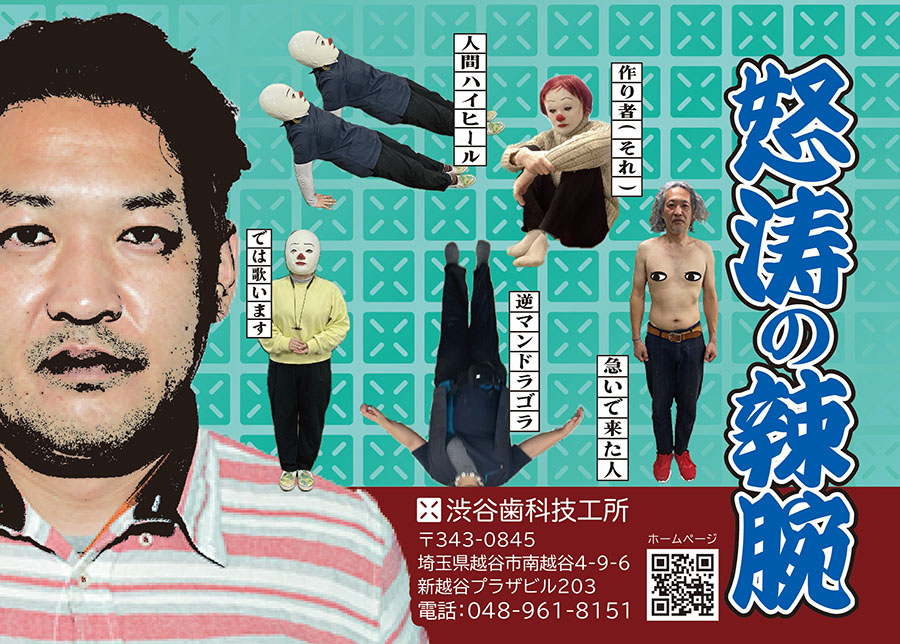 怒涛の辣腕
作り者(それ)
人間ハイヒール
では歌います
逆マンドラゴラ
急いで来た人
渋谷歯科技工所
〒343-0845
埼玉県越谷市南越谷4-9-6
新越谷プラザビル203
電話:048-961-8151
ホームページ